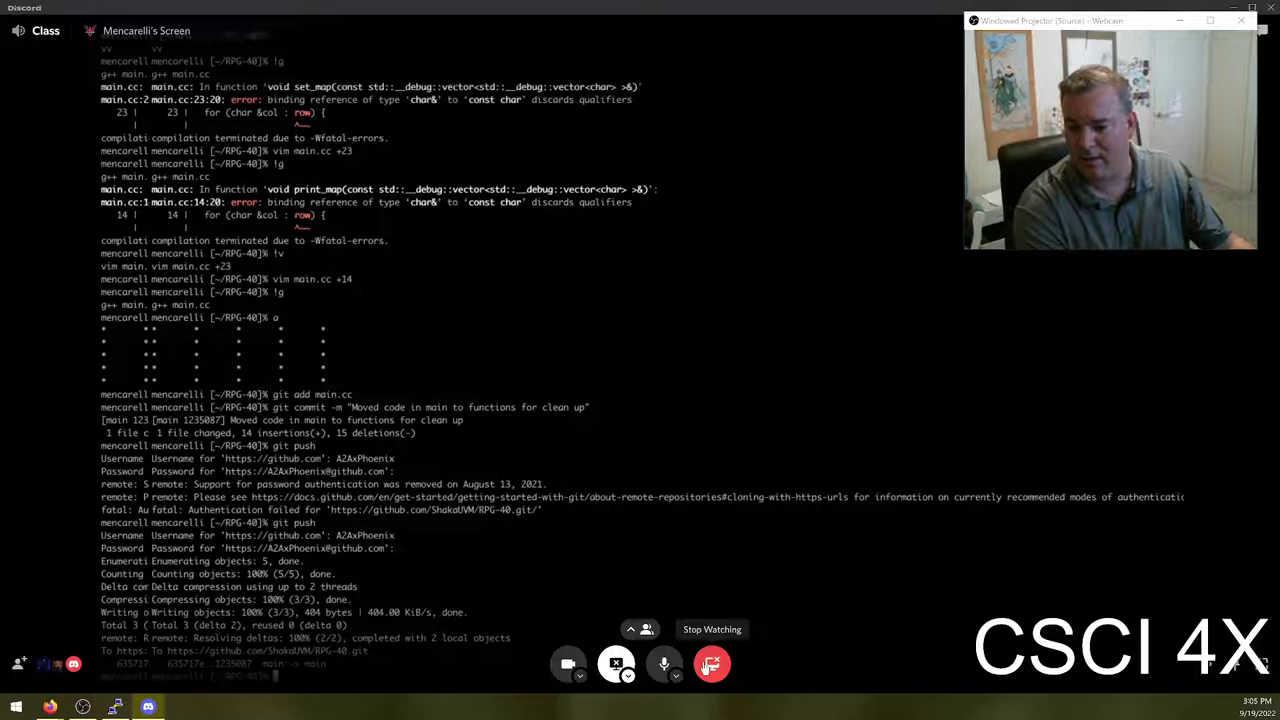 Discord
Class Mencarelli's Screen
Windowed Projector (Source) - Webcam
vv vv
mencarelli mencarelli [~/RPG-40]% !g
g++ main. g++ main.cc
main.cc: main.cc: In function 'void set_map(const std::__debug::vector<std::__debug::vector<char> >&)'
main.cc:2 main.cc:23:20: error: binding reference of type 'char&' to 'const char' discards qualifiers
23 | 23 | for (char &col : row) {
| | ^~~
compilati compilation terminated due to -Wfatal-errors.
mencarell mencarelli [~/RPG-40]% vim main.cc +23
mencarell mencarelli [~/RPG-40]% !g
g++ main. g++ main.cc
main.cc: main.cc: In function 'void print_map(const std::__debug::vector<std::__debug::vector<char> >&)':
main.cc:1 main.cc:14:20: error: binding reference of type 'char&' to 'const char' discards qualifiers
14 | 14 | for (char &col : row) {
| | ^~~
compilati compilation terminated due to -Wfatal-errors.
mencarell mencarelli [~/RPG-40]% !v
vim main. vim main.cc +23
mencarell mencarelli [~/RPG-40]% vim main.cc +14
mencarell mencarelli [~/RPG-40]% !g
g++ main. g++ main.cc
mencarell mencarelli [~/RPG-40]% a
* * * * * * *
* * * * * * *
* * * * * * *
* * * * * * *
* * * * * * *
mencarell mencarelli [~/RPG-40]% git add main.cc
mencarell mencarelli [~/RPG-40]% git commit -m "Moved code in main to functions for clean up"
[main 123 [main 1235087] Moved code in main to functions for clean up
1 file c 1 file changed, 14 insertions(+), 15 deletions(-)
mencarell mencarelli [~/RPG-40]% git push
Username Username for 'https://github.com': A2AxPhoenix
Password Password for 'https://A2AxPhoenix@github.com':
remote: S remote: Support for password authentication was removed on August 13, 2021.
remote: P remote: Please see https://docs.github.com/en/get-started/getting-started-with-git/about-remote-repositories#cloning-with-https-urls for information on currently recommended modes of authenticatic
fatal: Au fatal: Authentication failed for 'https://github.com/ShakaUVM/RPG-40.git/'
mencarell mencarelli [~/RPG-40]% git push
Username Username for 'https://github.com': A2AxPhoenix
Password Password for 'https://A2AxPhoenix@github.com':
Enumerati Enumerating objects: 5, done.
Counting Counting objects: 100% (5/5), done.
Delta com Delta compression using up to 2 threads
Compressi Compressing objects: 100% (3/3), done.
Writing o Writing objects: 100% (3/3), 404 bytes | 404.00 KiB/s, done.
Total 3 ( Total 3 (delta 2), reused 0 (delta 0)
remote: R remote: Resolving deltas: 100% (2/2), completed with 2 local objects
To https: To https://github.com/ShakaUVM/RPG-40.git
635717 635717e..1235087 main -> main
mencarell mencarelli [~/RPG-40]%
Stop Watching
CSCI 4X
3:05 PM
9/19/2022